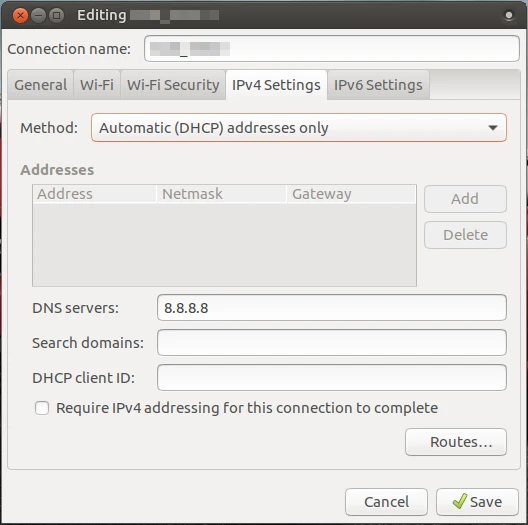 Editing
Connection name:
General Wi-Fi Wi-Fi Security IPv4 Settings IPv6 Settings
Method: Automatic (DHCP) addresses only
Addresses
Address Netmask Gateway
Add
Delete
DNS servers: 8.8.8.8
Search domains:
DHCP client ID:
Require IPv4 addressing for this connection to complete
Routes...
Cancel Save